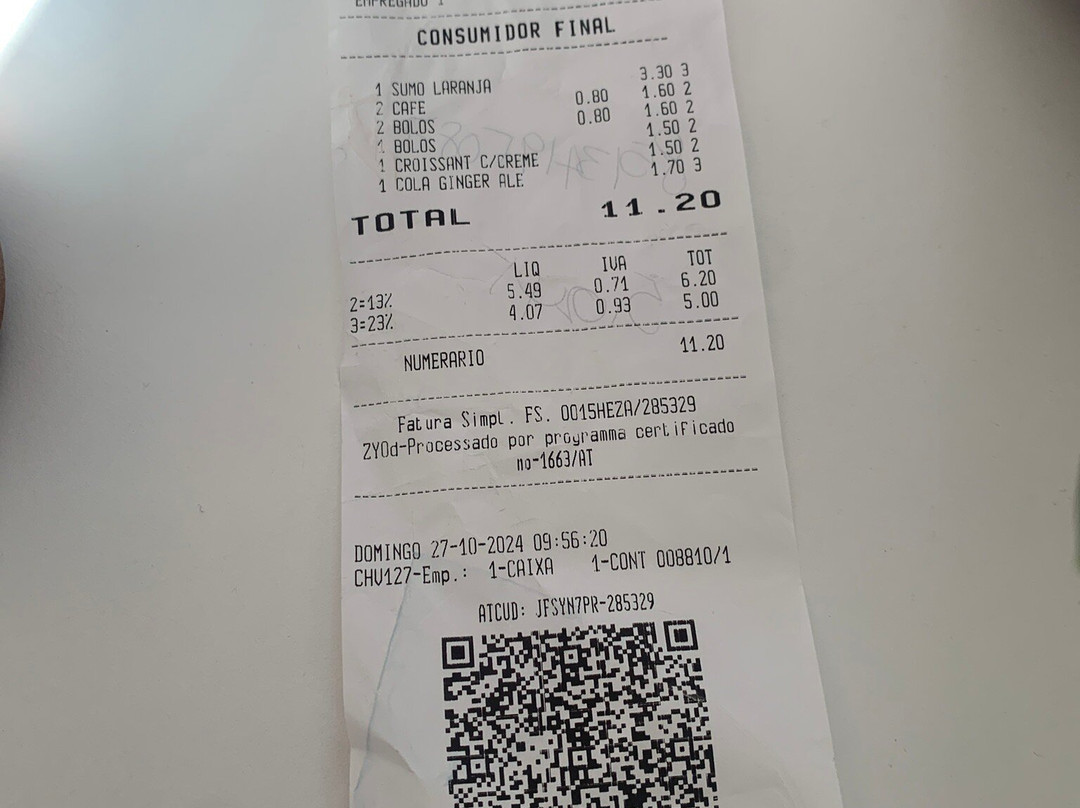 EMPREGADO 1
CONSUMIDOR FINAL
1 SUMO LARANJA 3.30 3
2 CAFE 0.80 1.60 2
2 BOLOS 0.80 1.60 2
1 BOLOS 1.50 2
1 CROISSANT C/CREME 1.50 2
1 COLA GINGER ALE 1.70 3
TOTAL 11.20
LIQ IVA TOT
2=13% 5.49 0.71 6.20
3=23% 4.07 0.93 5.00
NUMERARIO 11.20
Fatura Simpl. FS. 0015HEZA/285329
ZYOd-Processado por programma certificado
no-1663/AT
DOMINGO 27-10-2024 09:56:20
CHV127-Emp.: 1-CAIXA 1-CONT 008810/1
ATCUD: JFSYN7PR-285329